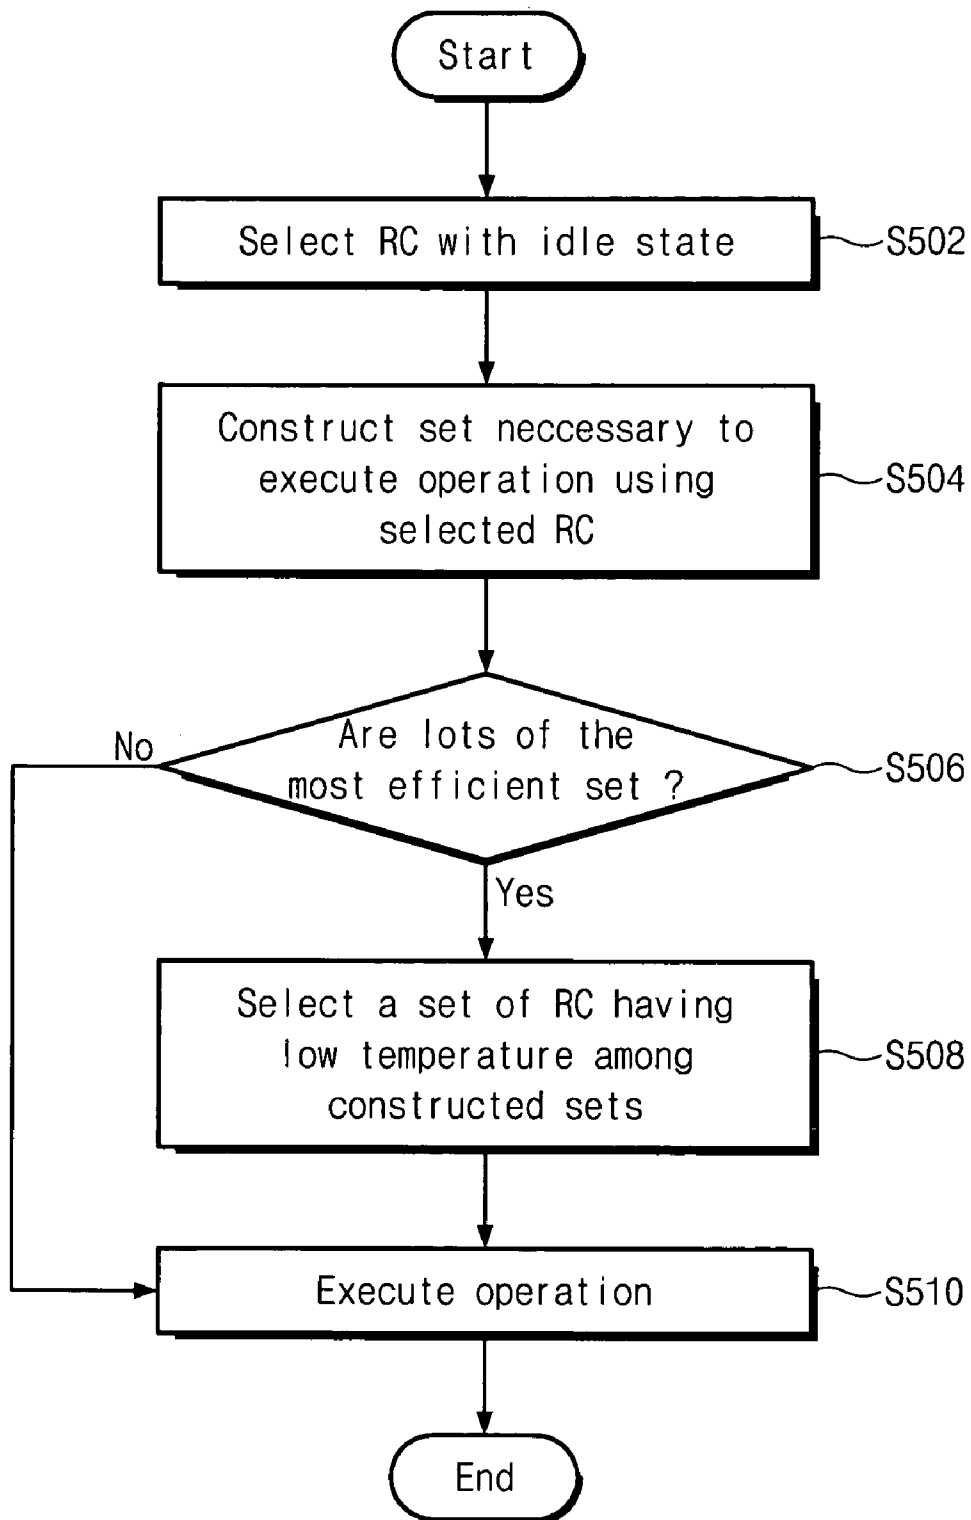 Start
Select RC with idle state
S502
Construct set neccessary to
execute operation using
selected RC
S504
Are lots of the
most efficient set ?
S506
No
Yes
Select a set of RC having
low temperature among
constructed sets
S508
Execute operation
S510
End